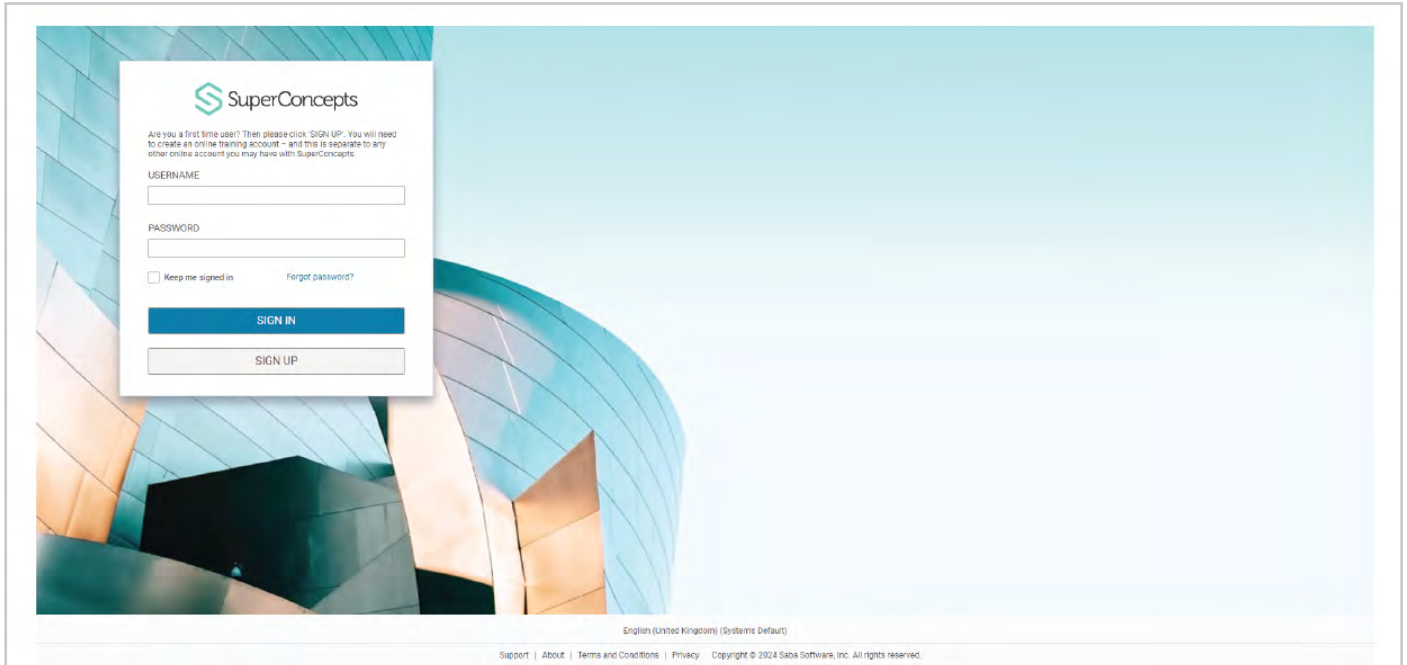 SuperConcepts
Are you a first time user? Then please click 'SIGN UP'. You will need
to create an online training account – and this is separate to any
other online account you may have with SuperConcepts.
USERNAME
PASSWORD
Keep me signed in Forgot password?
SIGN IN
SIGN UP
English (United Kingdom) (Systems Default)
Support | About | Terms and Conditions | Privacy Copyright © 2024 Saba Software, Inc. All rights reserved.